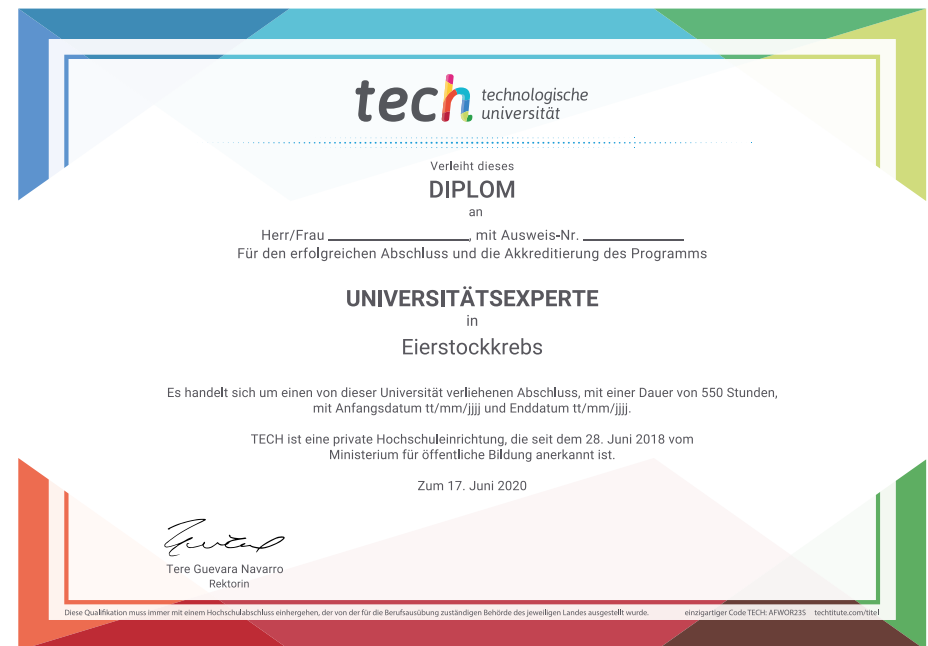 tech technologische
universität
Verleiht dieses
DIPLOM
an
Herr/Frau ____________________, mit Ausweis-Nr. ______________
Für den erfolgreichen Abschluss und die Akkreditierung des Programms
UNIVERSITÄTSEXPERTE
in
Eierstockkrebs
Es handelt sich um einen von dieser Universität verliehenen Abschluss, mit einer Dauer von 550 Stunden,
mit Anfangsdatum tt/mm/jjjj und Enddatum tt/mm/jjjj.
TECH ist eine private Hochschuleinrichtung, die seit dem 28. Juni 2018 vom
Ministerium für öffentliche Bildung anerkannt ist.
Zum 17. Juni 2020
Tere Guevara Navarro
Rektorin
Diese Qualifikation muss immer mit einem Hochschulabschluss einhergehen, der von der für die Berufsausübung zuständigen Behörde des jeweiligen Landes ausgestellt wurde. einzigartiger Code TECH: AFWOR23S techtitute.com/titel